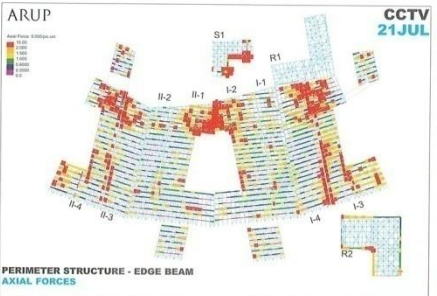 ARUP
CCTV
21JUL
S1
R1
II-2
II-1
I-2
I-1
II-4
II-3
I-4
I-3
R2
PERIMETER STRUCTURE - EDGE BEAM
AXIAL FORCES